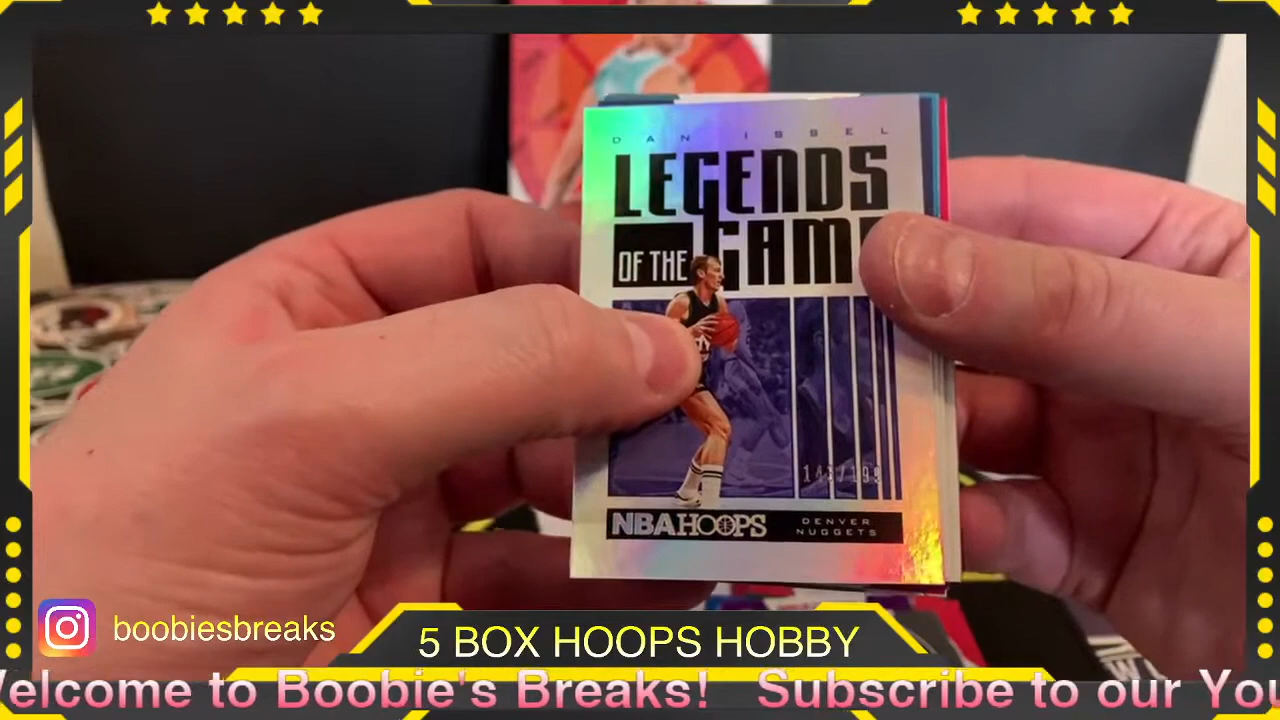 DAN ISSEL
LEGENDS
OF THE GAME
NBA HOOPS
DENVER
NUGGETS
boobiesbreaks
5 BOX HOOPS HOBBY
Welcome to Boobie's Breaks! Subscribe to our You